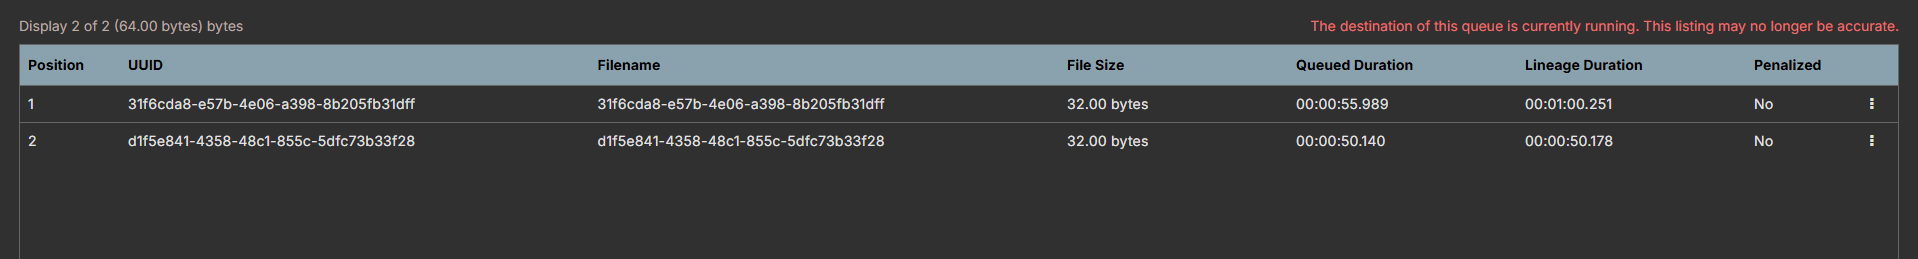 Display 2 of 2 (64.00 bytes) bytes The destination of this queue is currently running. This listing may no longer be accurate.
Position UUID Filename File Size Queued Duration Lineage Duration Penalized
1 31f6cda8-e57b-4e06-a398-8b205fb31dff 31f6cda8-e57b-4e06-a398-8b205fb31dff 32.00 bytes 00:00:55.989 00:01:00.251 No
2 d1f5e841-4358-48c1-855c-5dfc73b33f28 d1f5e841-4358-48c1-855c-5dfc73b33f28 32.00 bytes 00:00:50.140 00:00:50.178 No